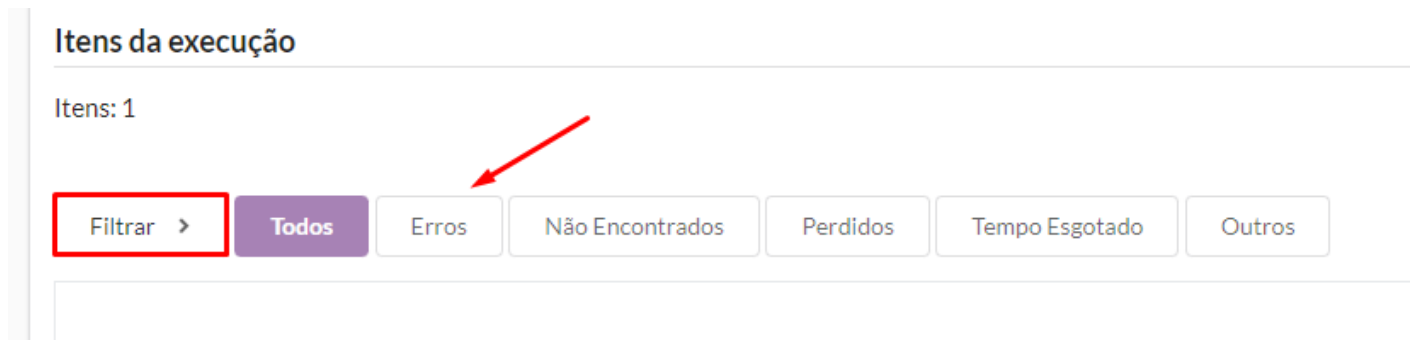 Itens da execução
Itens: 1
Filtrar > Todos Erros Não Encontrados Perdidos Tempo Esgotado Outros